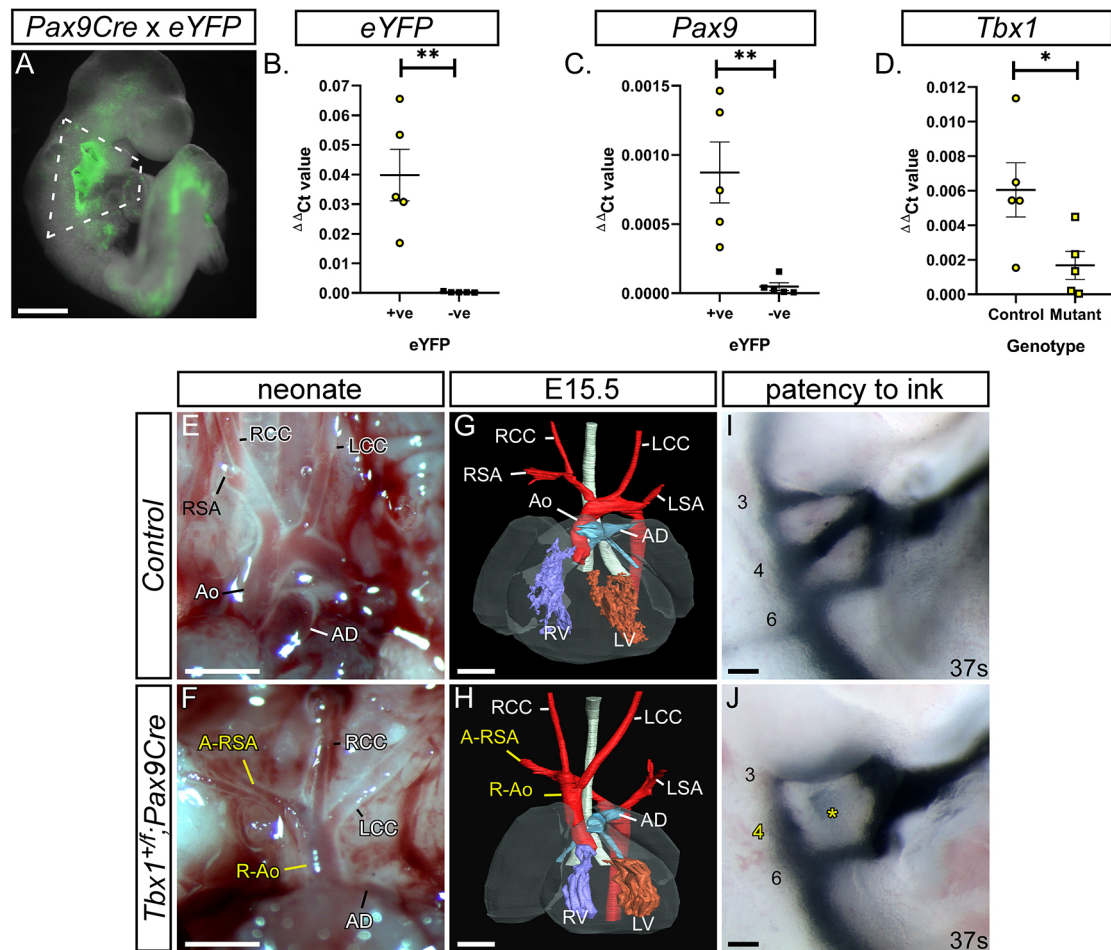 Pax9Cre x eYFP
eYFP
Pax9
Tbx1
A
B.
**
ΔΔCt value
0.07
0.06
0.05
0.04
0.03
0.02
0.01
0.00
+ve -ve
eYFP
C.
**
ΔΔCt value
0.0015
0.0010
0.0005
0.0000
+ve -ve
eYFP
D.
*
ΔΔCt value
0.012
0.010
0.008
0.006
0.004
0.002
0.000
Control Mutant
Genotype
neonate
E15.5
patency to ink
Control
E
RCC
LCC
RSA
Ao
AD
G
RCC
LCC
RSA
Ao
LSA
AD
RV
LV
I
3
4
6
37s
Tbx1+/f;Pax9Cre
F
A-RSA
RCC
LCC
R-Ao
AD
H
RCC
LCC
A-RSA
R-Ao
LSA
AD
RV
LV
J
3
4
*
6
37s